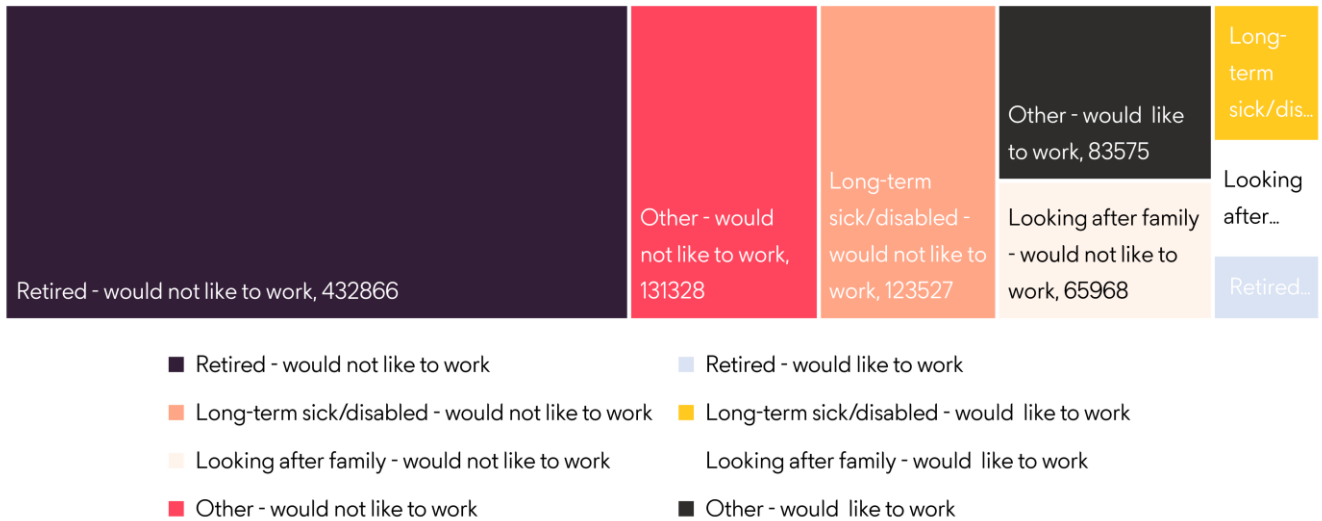 Retired - would not like to work, 432866
Other - would
not like to work,
131328
Long-term
sick/disabled -
would not like to
work, 123527
Other - would  like
to work, 83575
Looking after family
- would not like to
work, 65968
Long-
term
sick/dis...
Looking
after...
Retired...
Retired - would not like to work
Retired - would like to work
Long-term sick/disabled - would not like to work
Long-term sick/disabled - would  like to work
Looking after family - would not like to work
Looking after family - would  like to work
Other - would not like to work
Other - would  like to work